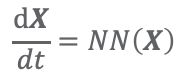 d𝑿/𝑑𝑡 = 𝑁𝑁(𝑿)